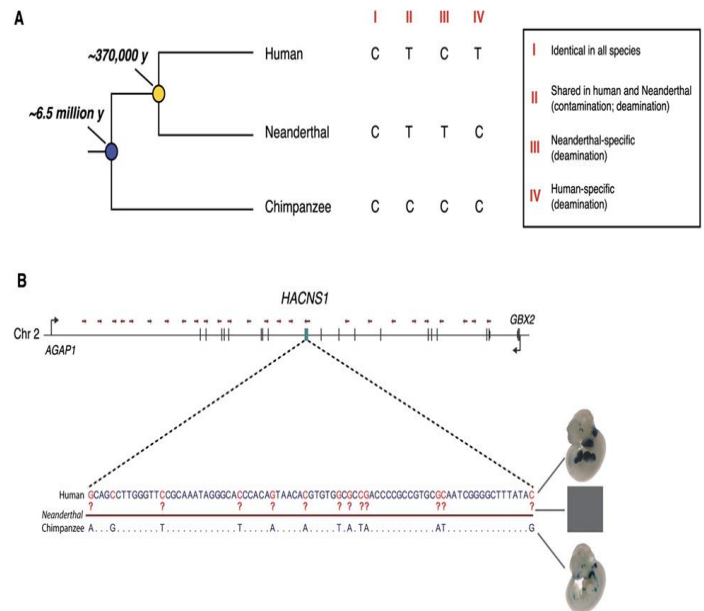 A
I II III IV
~370,000 y
Human C T C T
~6.5 million y
Neanderthal C T T C
Chimpanzee C C C C
I Identical in all species
II Shared in human and Neanderthal
(contamination; deamination)
III Neanderthal-specific
(deamination)
IV Human-specific
(deamination)
B
HACNS1
GBX2
Chr 2
AGAP1
Human GCAGCCTTGGGTTCCGCAAATAGGGCACCCACAGTAACACGTGTGGCGCCGACCCCGCCGTGCGCAATCGGGGCTTTATAC
? ? ? ? ? ? ? ?? ?? ?
Neanderthal
Chimpanzee A...G.........T..............T.....A.....A......T.A.TA.............AT................G